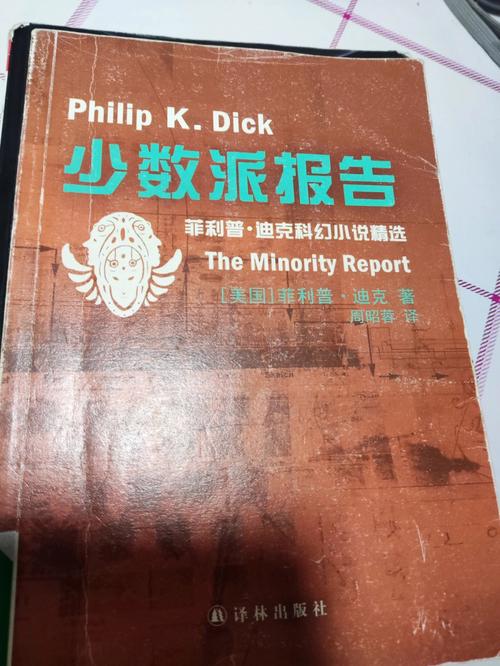 Philip K. Dick
少数派报告
菲利普·迪克科幻小说精选
The Minority Report
[美国]菲利普·迪克 著
周昭蓉 译
译林出版社